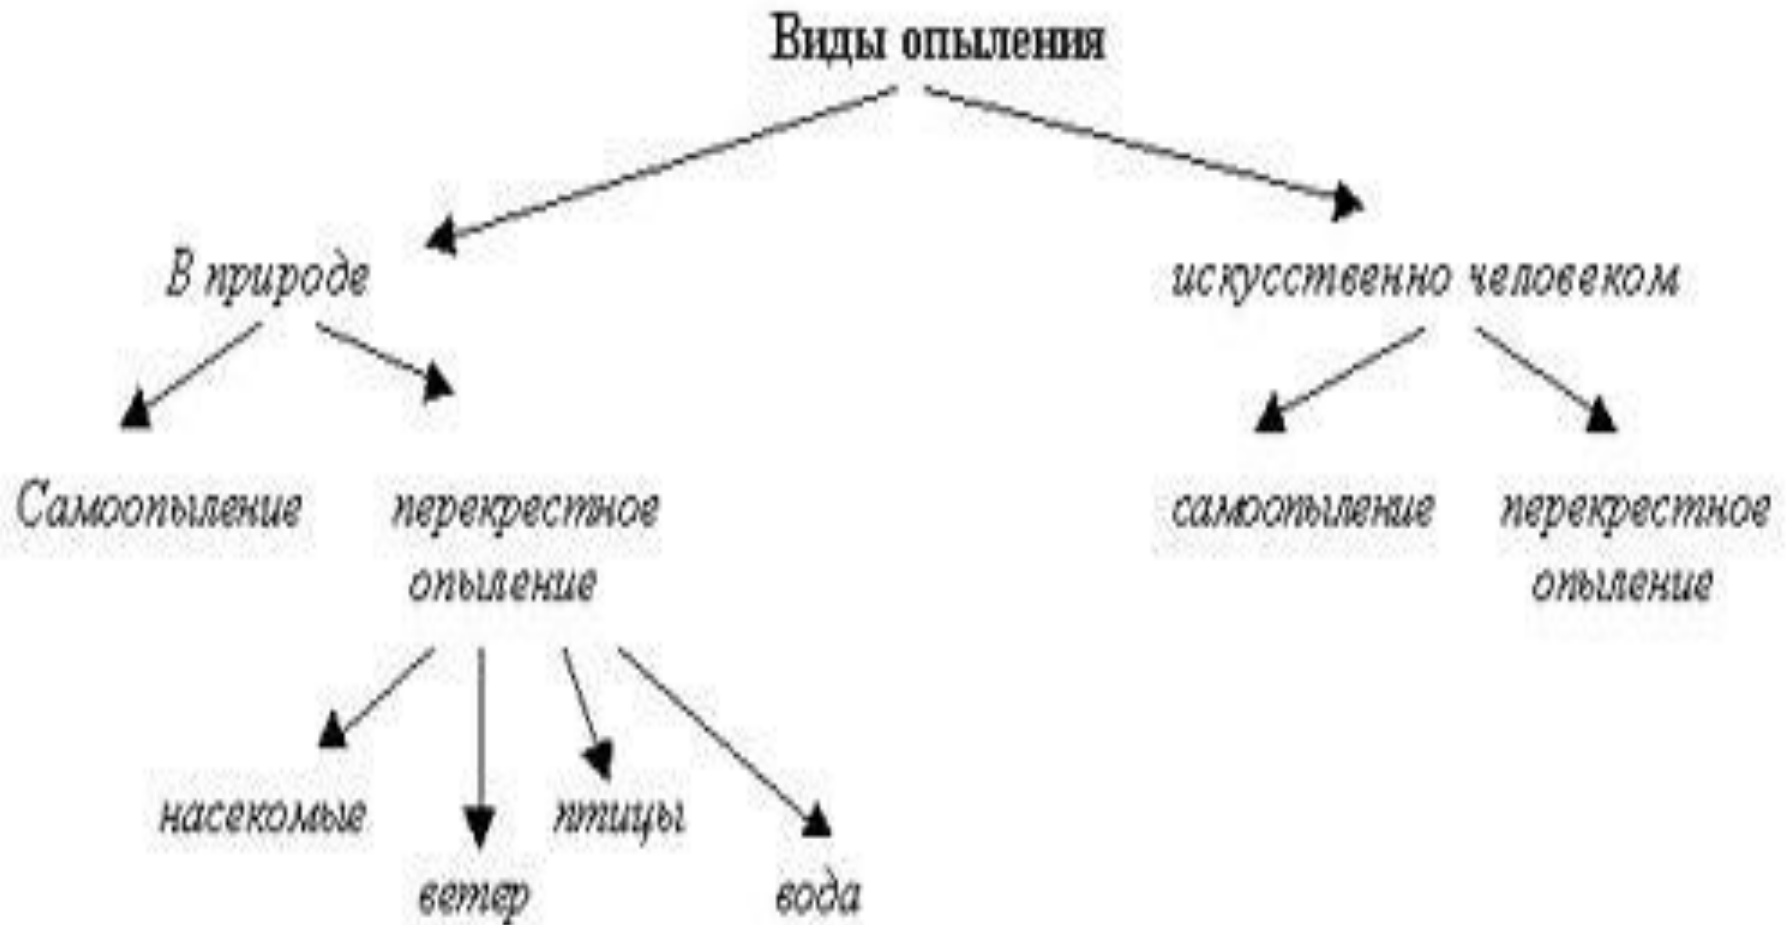 Виды опыления
В природе
искусственно человеком
Самоопыление
перекрестное
опыление
самоопыление
перекрестное
опыление
насекомые
ветер
птицы
вода